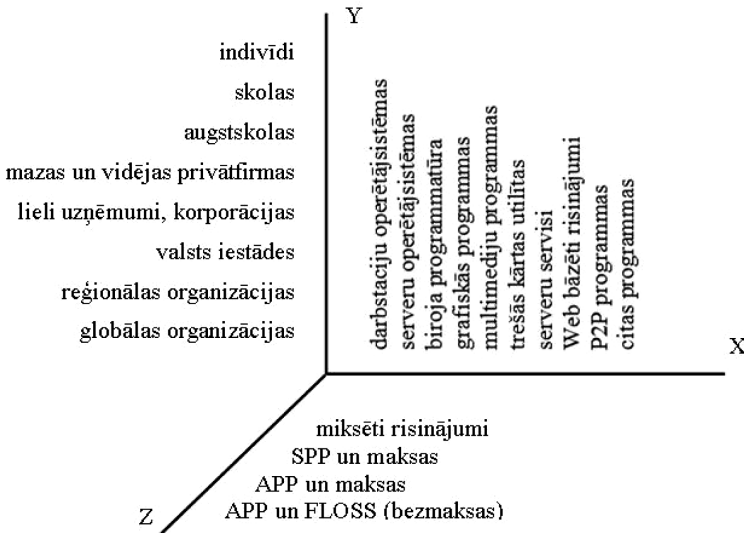 Y
indivīdi
skolas
augstskolas
mazas un vidējas privātfirmas
lieli uzņēmumi, korporācijas
valsts iestādes
reģionālas organizācijas
globālas organizācijas
darbstaciju operētājsistēmas
serveru operētājsistēmas
biroja programmatūra
grafiskās programmas
multimediju programmas
trešās kārtas utilītas
serveru servisi
Web bāzēti risinājumi
P2P programmas
citas programmas
X
miksēti risinājumi
SPP un maksas
APP un maksas
APP un FLOSS (bezmaksas)
Z